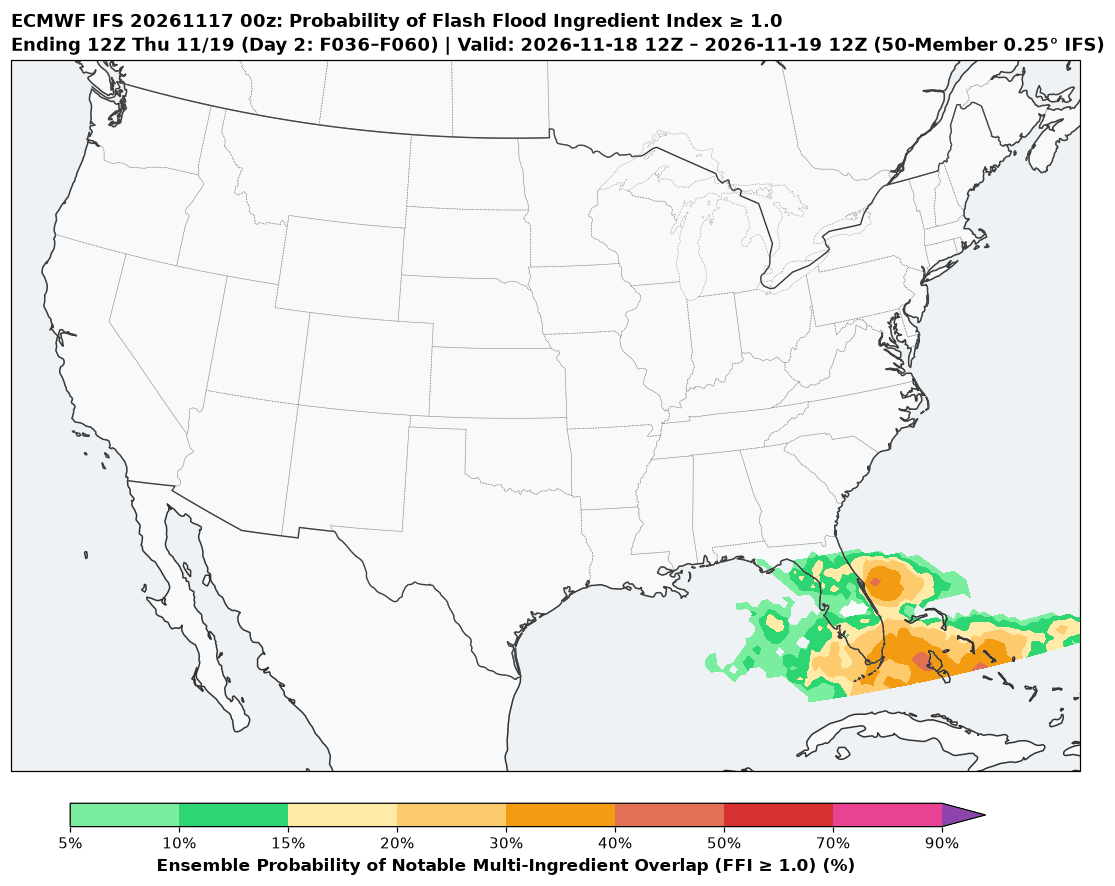 ECMWF IFS 20261117 00z: Probability of Flash Flood Ingredient Index ≥ 1.0
Ending 12Z Thu 11/19 (Day 2: F036–F060) | Valid: 2026-11-18 12Z – 2026-11-19 12Z (50-Member 0.25° IFS)
5% 10% 15% 20% 30% 40% 50% 70% 90%
Ensemble Probability of Notable Multi-Ingredient Overlap (FFI ≥ 1.0) (%)